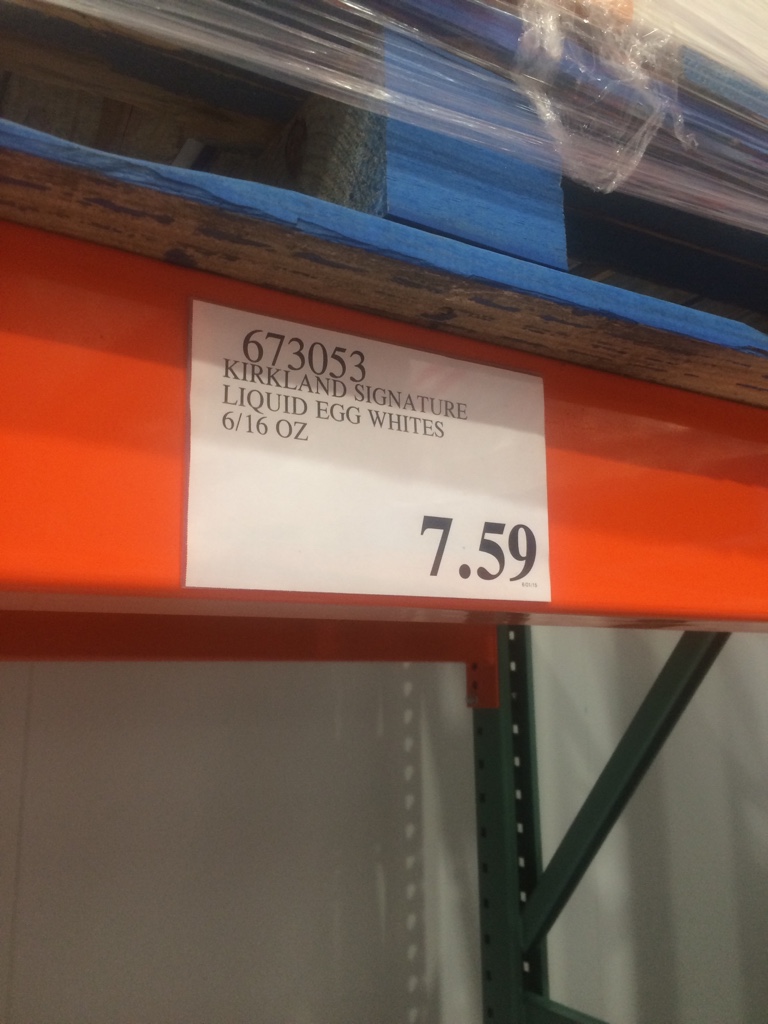 673053
KIRKLAND SIGNATURE
LIQUID EGG WHITES
6/16 OZ
7.59